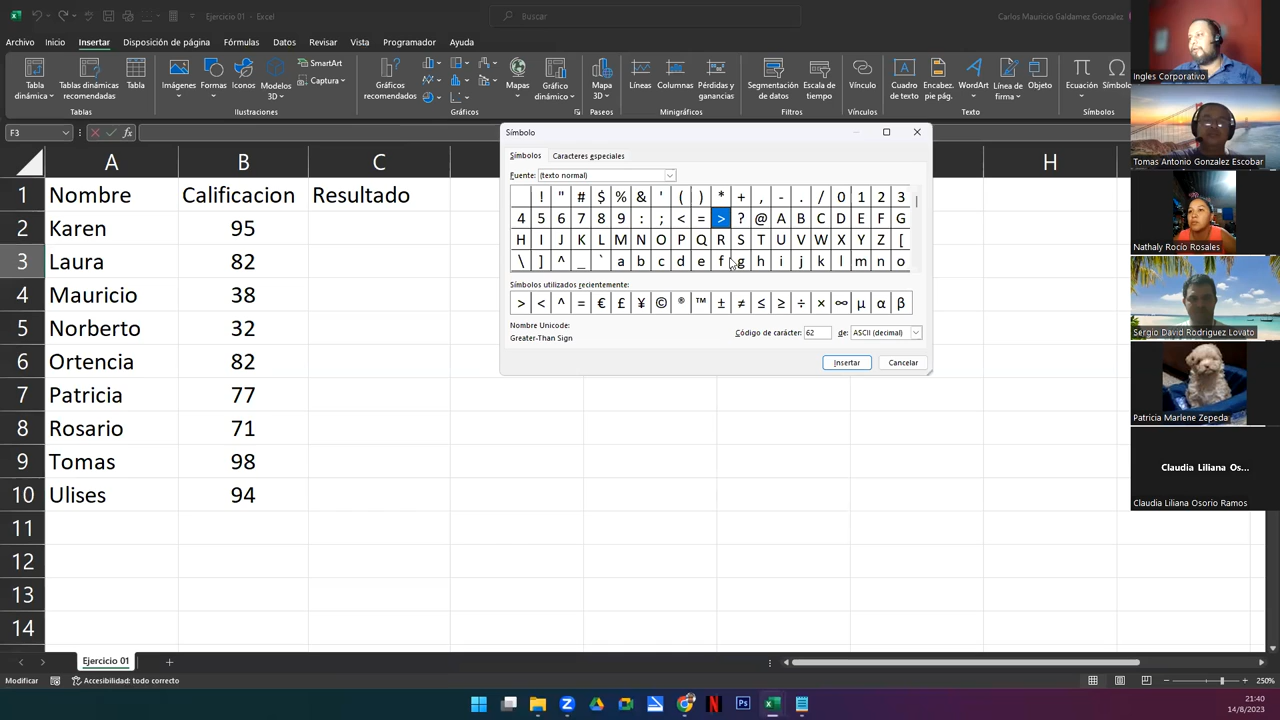 Ejercicio 01 - Excel
Buscar
Carlos Mauricio Galdamez Gonzalez
Archivo Inicio Insertar Disposición de página Fórmulas Datos Revisar Vista Programador Ayuda
Tabla dinámica
Tablas dinámicas recomendadas
Tabla
Imágenes
Formas
Iconos
Modelos 3D
SmartArt
Captura
Gráficos recomendados
Mapas
Gráfico dinámico
Mapa 3D
Líneas
Columnas
Pérdidas y ganancias
Segmentación de datos
Escala de tiempo
Vínculo
Cuadro de texto
Encabez. pie pág.
WordArt
Línea de firma
Objeto
Ecuación
Símbolo
Tablas Ilustraciones Gráficos Paseos Minigráficos Filtros Vínculos Texto
F3
fx
A B C H
1 Nombre Calificacion Resultado
2 Karen 95
3 Laura 82
4 Mauricio 38
5 Norberto 32
6 Ortencia 82
7 Patricia 77
8 Rosario 71
9 Tomas 98
10 Ulises 94
11
12
13
14
Símbolo
Símbolos Caracteres especiales
Fuente: (texto normal)
! " # $ % & ' ( ) * + , - . / 0 1 2 3
4 5 6 7 8 9 : ; < = > ? @ A B C D E F G
H I J K L M N O P Q R S T U V W X Y Z [
\ ] ^ _ ` a b c d e f g h i j k l m n o
Símbolos utilizados recientemente:
> < ^ = € £ ¥ © ® ™ ± ≠ ≤ ≥ ÷ × ∞ µ α β
Nombre Unicode:
Greater-Than Sign
Código de carácter: 62 de: ASCII (decimal)
Insertar Cancelar
Ingles Corporativo
Tomas Antonio Gonzalez Escobar
Nathaly Rocío Rosales
Sergio David Rodriguez Lovato
Patricia Marlene Zepeda
Claudia Liliana Os...
Claudia Liliana Osorio Ramos
Ejercicio 01
Modificar Accesibilidad: todo correcto 250%
21:40
14/8/2023